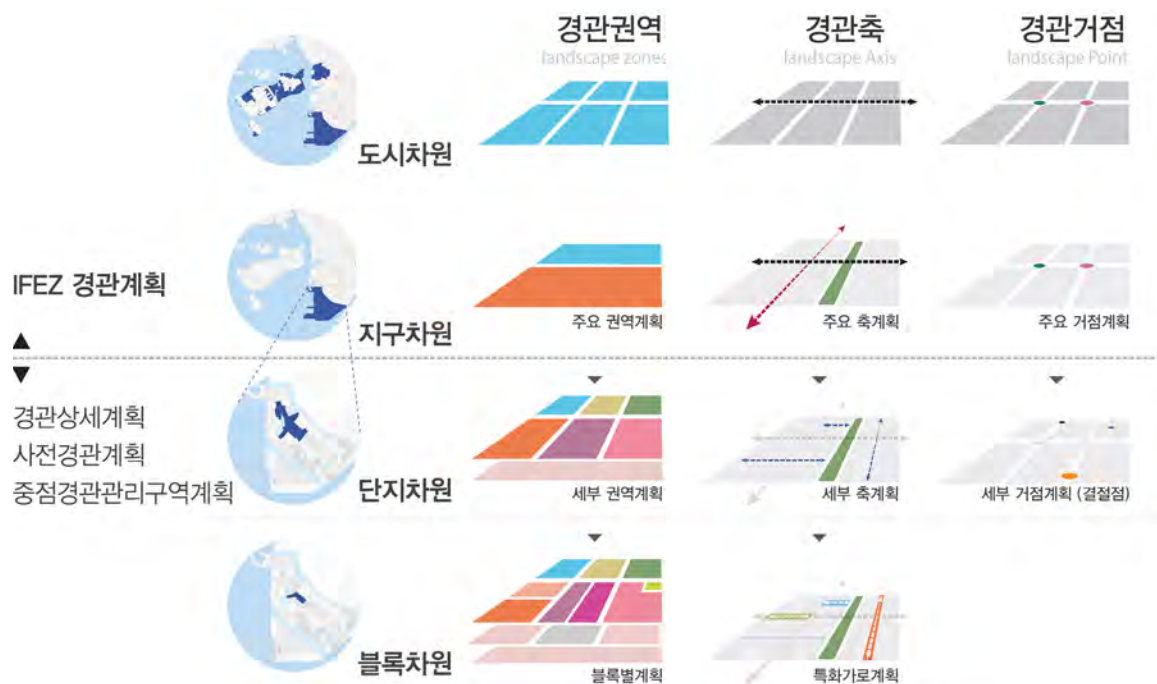 경관권역
landscape zones
경관축
landscape Axis
경관거점
landscape Point
도시차원
IFEZ 경관계획
지구차원
주요 권역계획
주요 축계획
주요 거점계획
경관상세계획
사전경관계획
중점경관관리구역계획
단지차원
세부 권역계획
세부 축계획
세부 거점계획 (결절점)
블록차원
블록별계획
특화가로계획